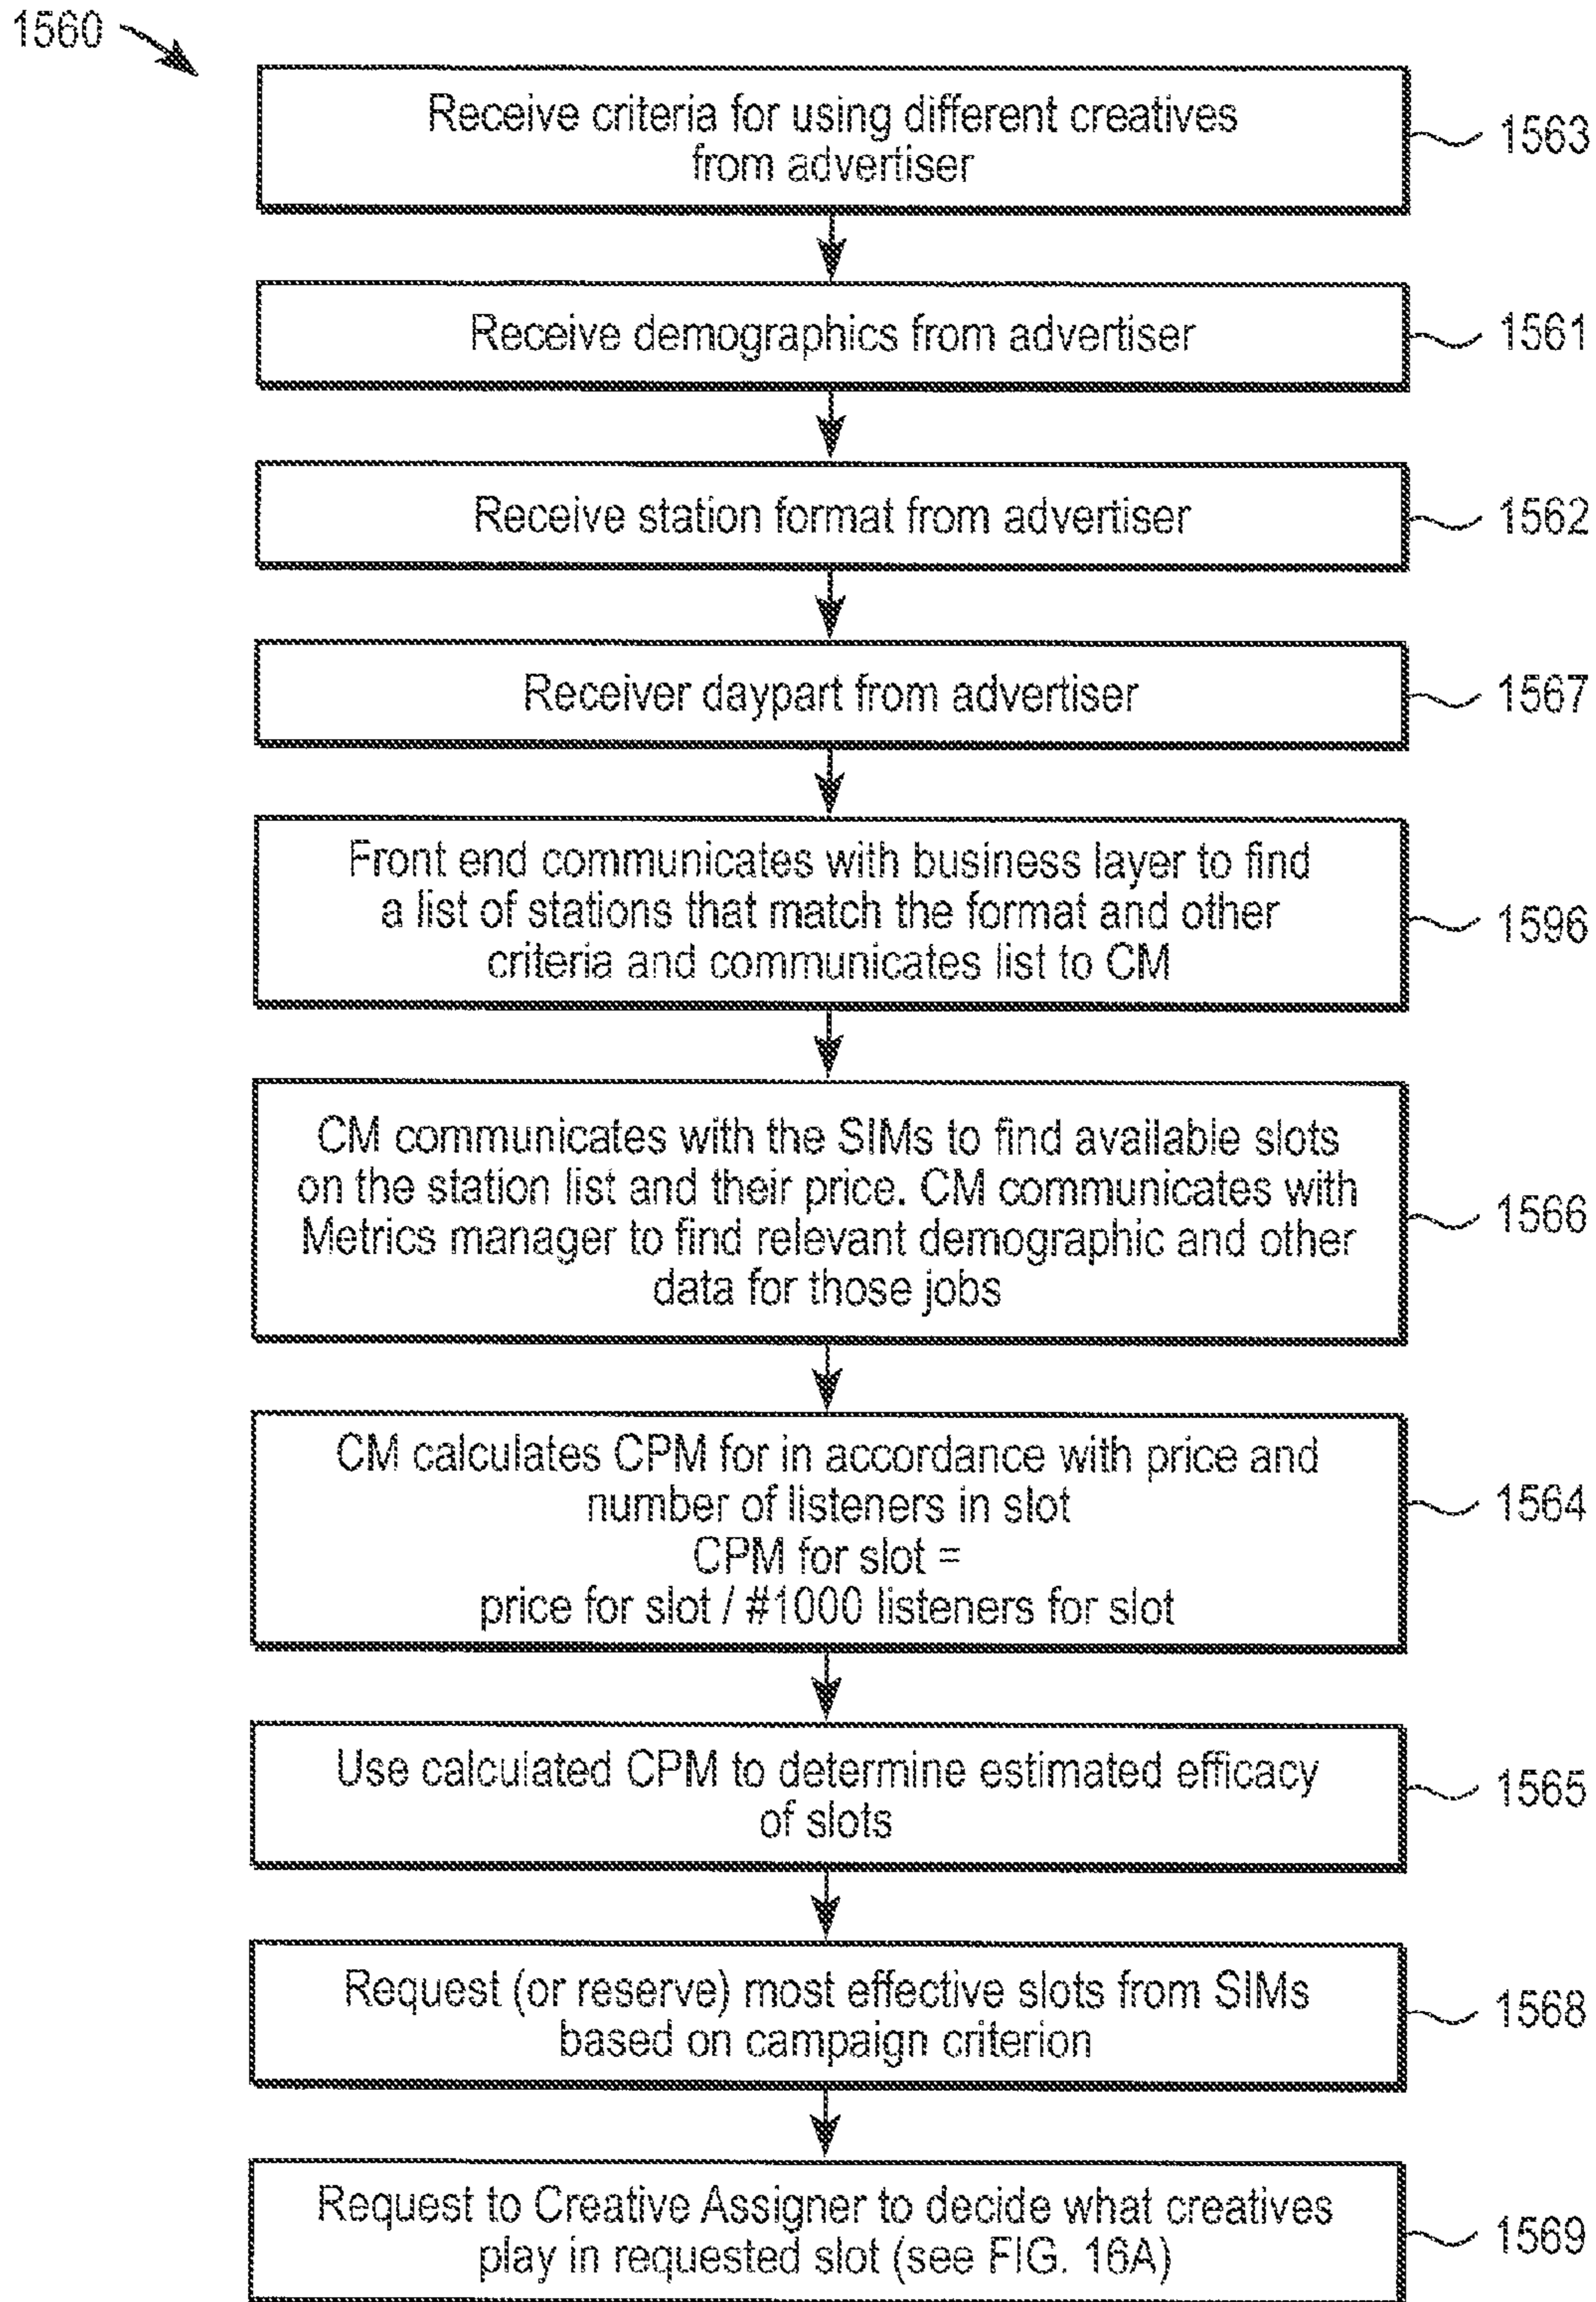 1560
Receive criteria for using different creatives
from advertiser
1563
Receive demographics from advertiser
1561
Receive station format from advertiser
1562
Receiver daypart from advertiser
1567
Front end communicates with business layer to find
a list of stations that match the format and other
criteria and communicates list to CM
1596
CM communicates with the SIMs to find available slots
on the station list and their price. CM communicates with
Metrics manager to find relevant demographic and other
data for those jobs
1566
CM calculates CPM for in accordance with price and
number of listeners in slot
CPM for slot =
price for slot / #1000 listeners for slot
1564
Use calculated CPM to determine estimated efficacy
of slots
1565
Request (or reserve) most effective slots from SIMs
based on campaign criterion
1568
Request to Creative Assigner to decide what creatives
play in requested slot (see FIG. 16A)
1569